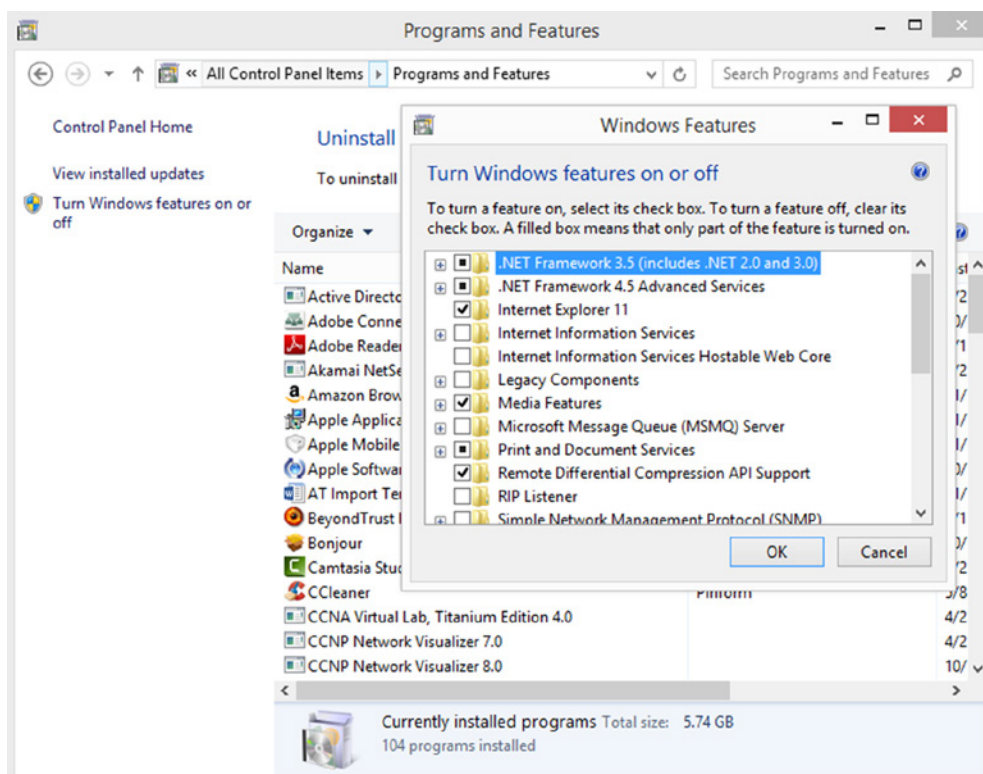 Programs and Features
« All Control Panel Items Programs and Features
Search Programs and Features
Control Panel Home
View installed updates
Turn Windows features on or
off
Uninstall
To uninstall
Organize
Name
Active Directo
Adobe Conne
Adobe Reader
Akamai NetSe
Amazon Brow
Apple Applica
Apple Mobile
Apple Softwar
AT Import Ter
BeyondTrust I
Bonjour
Camtasia Stud
CCleaner
CCNA Virtual Lab, Titanium Edition 4.0
4/2
CCNP Network Visualizer 7.0
4/2
CCNP Network Visualizer 8.0
10/
Currently installed programs Total size: 5.74 GB
104 programs installed
Windows Features
Turn Windows features on or off
To turn a feature on, select its check box. To turn a feature off, clear its
check box. A filled box means that only part of the feature is turned on.
.NET Framework 3.5 (includes .NET 2.0 and 3.0)
.NET Framework 4.5 Advanced Services
Internet Explorer 11
Internet Information Services
Internet Information Services Hostable Web Core
Legacy Components
Media Features
Microsoft Message Queue (MSMQ) Server
Print and Document Services
Remote Differential Compression API Support
RIP Listener
Simple Network Management Protocol (SNMP)
OK
Cancel